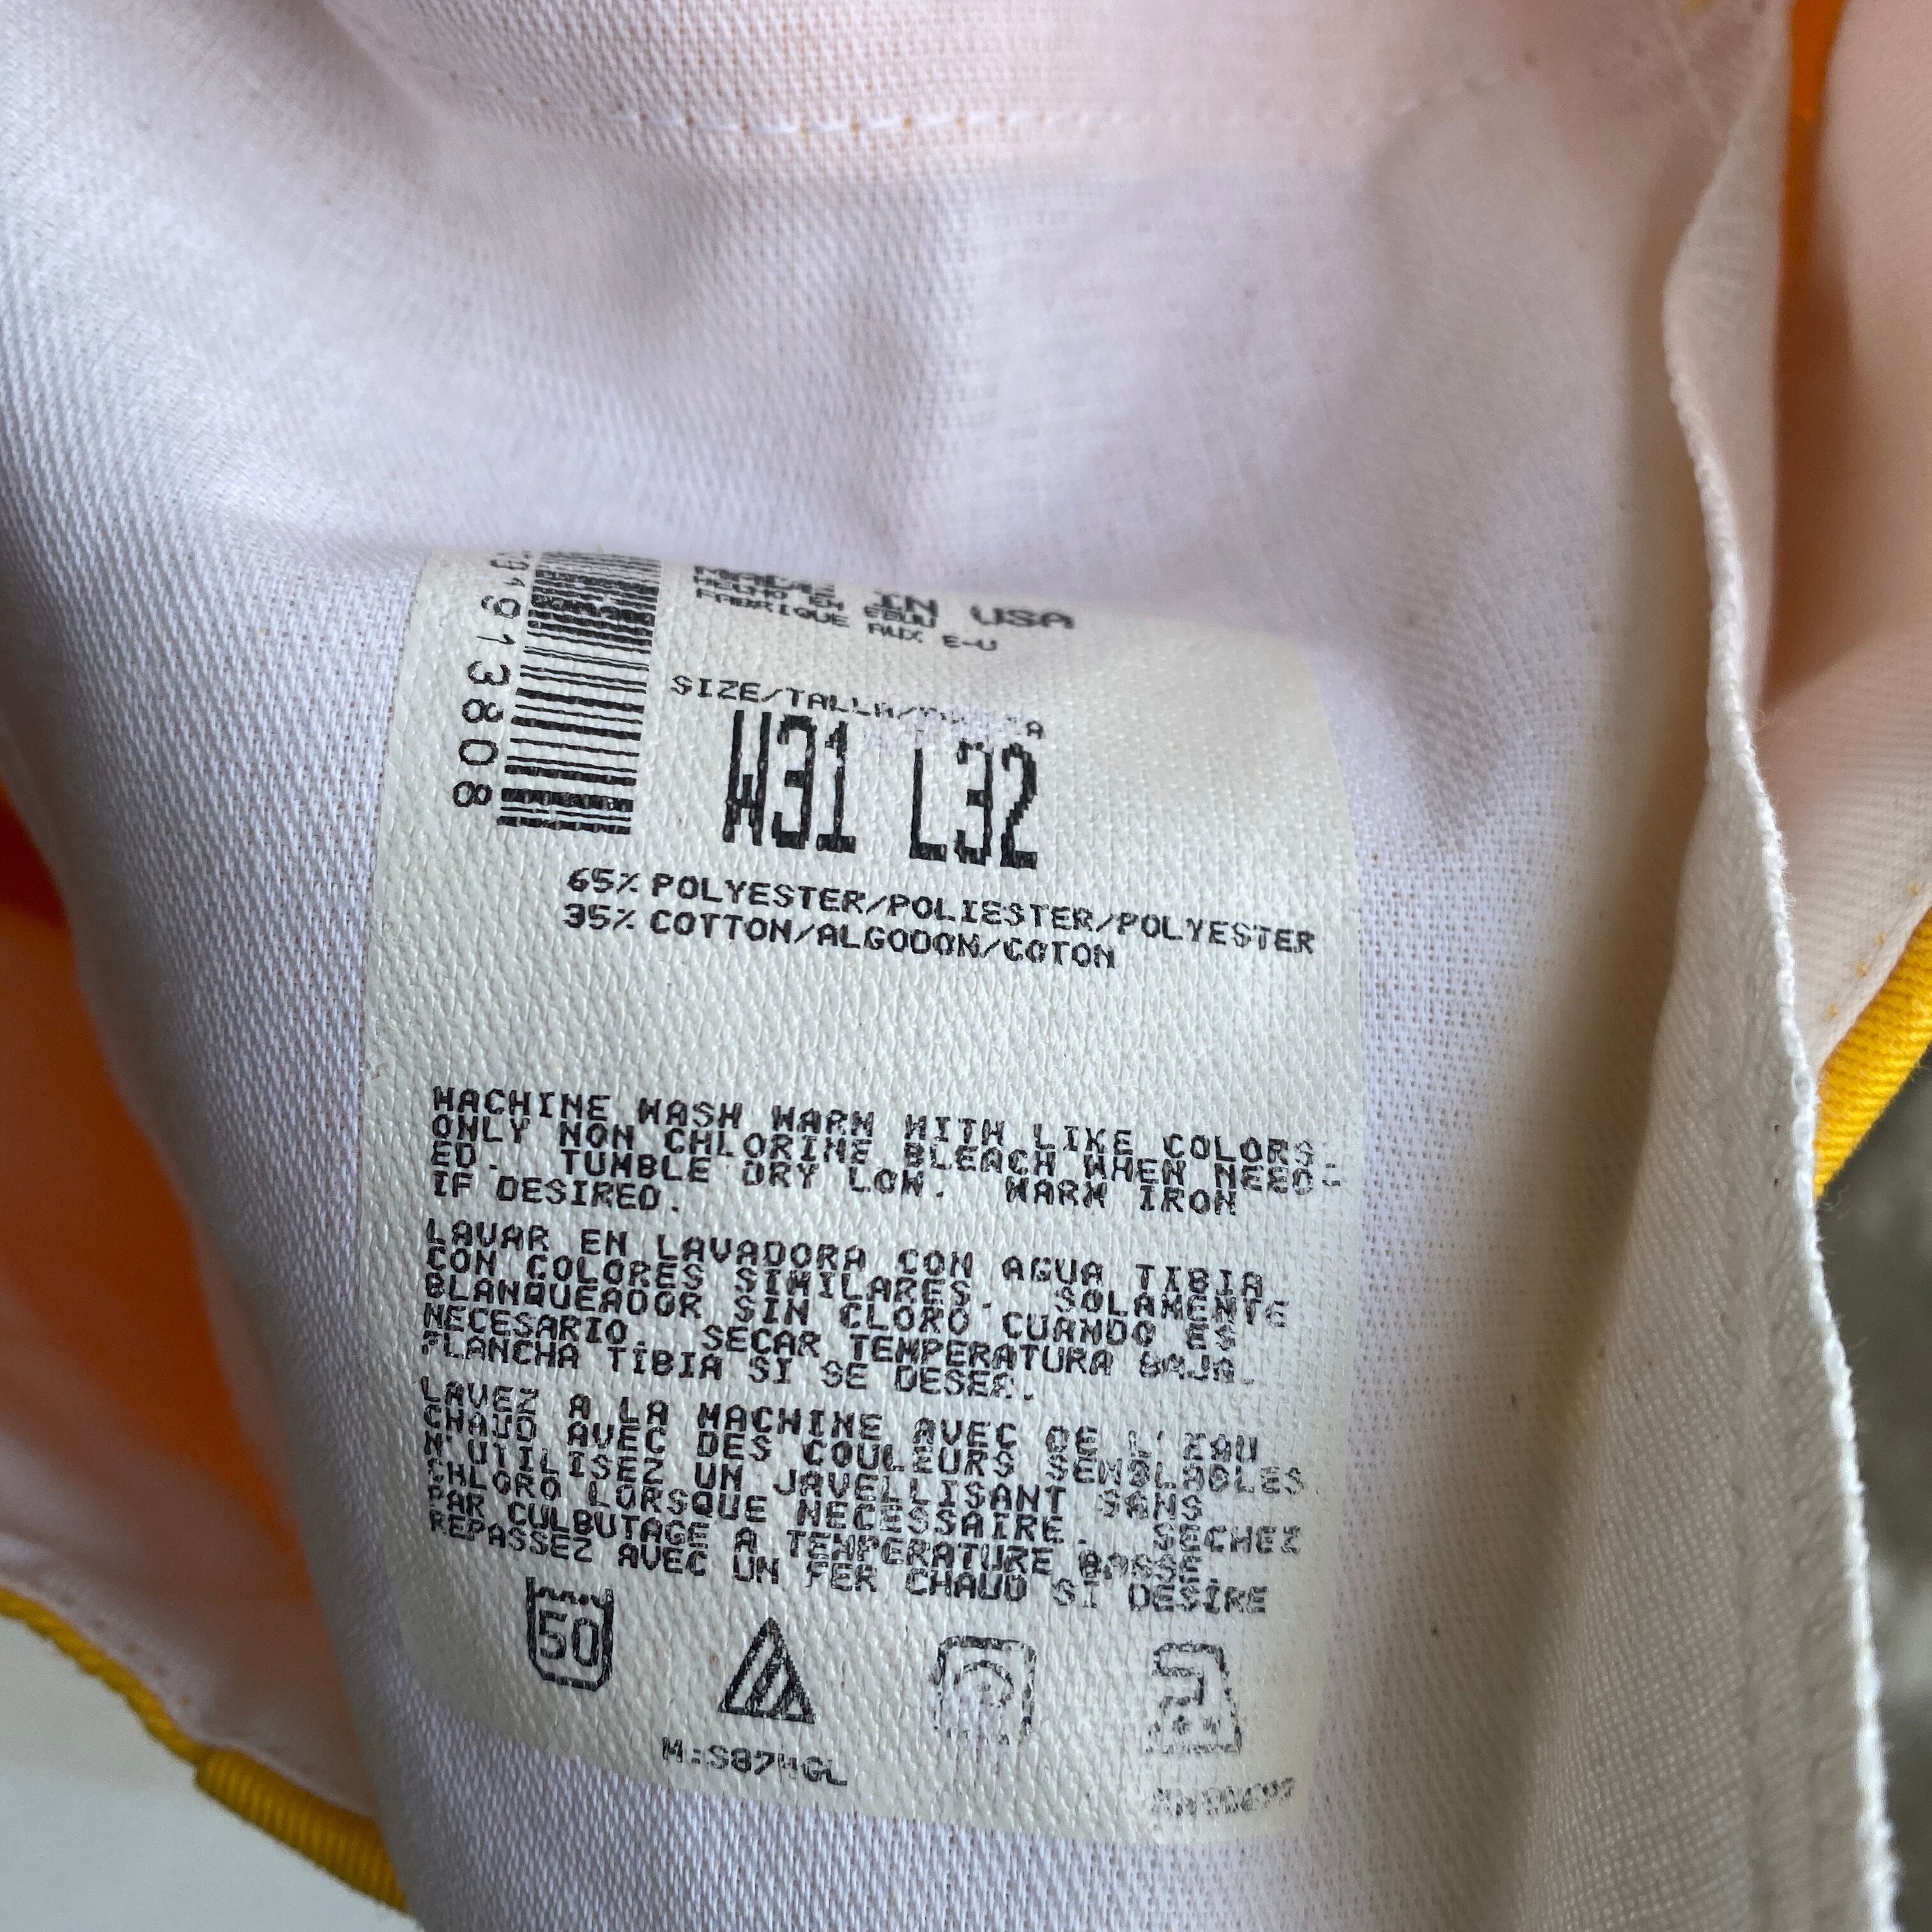 MADE IN USA
HECHO EN EEUU
FABRIQUE AUX E-U
SIZE/TALLA/
W31 L32
65% POLYESTER/POLIESTER/POLYESTER
35% COTTON/ALGODON/COTON
MACHINE WASH WARM WITH LIKE COLORS.
ONLY NON CHLORINE BLEACH WHEN NEED-
ED. TUMBLE DRY LOW. WARM IRON
IF DESIRED.
LAVAR EN LAVADORA CON AGUA TIBIA
CON COLORES SIMILARES. SOLAMENTE
BLANQUEADOR SIN CLORO CUANDO ES
NECESARIO. SECAR TEMPERATURA BAJA.
PLANCHA TIBIA SI SE DESEA.
LAVEZ A LA MACHINE AVEC DE L'EAU
CHAUD AVEC DES COULEURS SEMBLABLES.
N'UTILISEZ UN JAVELLISANT SANS
CHLORO LORSQUE NECESSAIRE. SECHEZ
PAR CULBUTAGE A TEMPERATURE BASSE.
REPASSEZ AVEC UN FER CHAUD SI DESIRE
50
913808